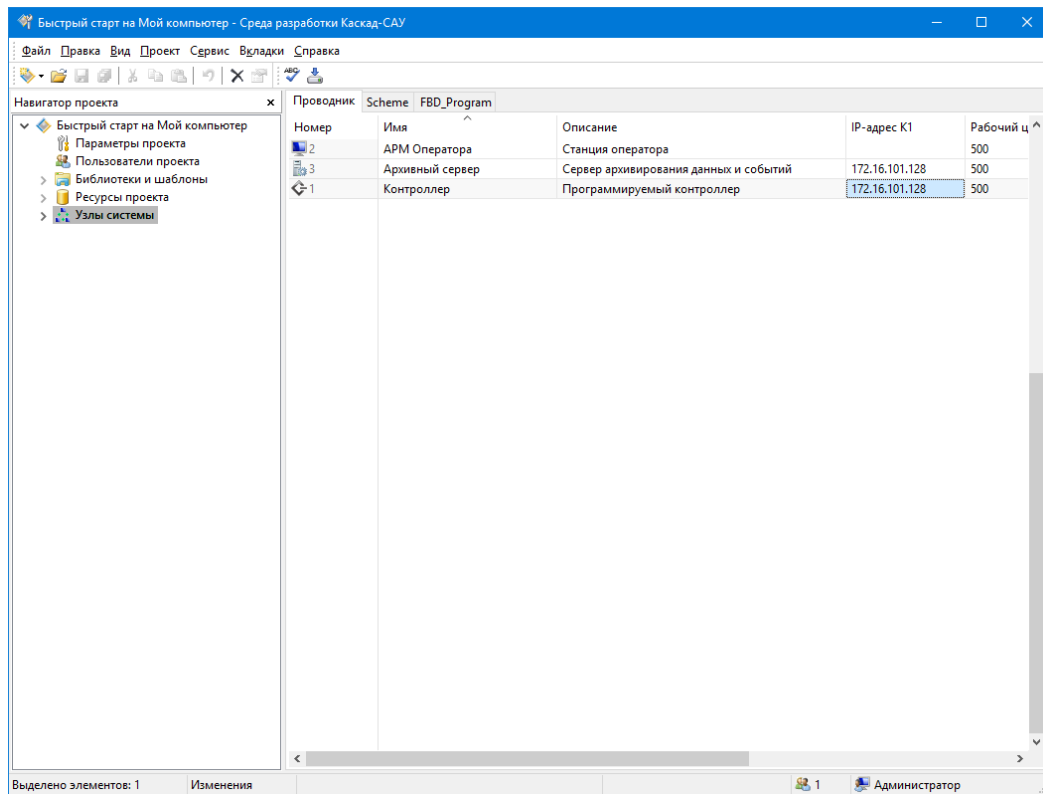 Быстрый старт на Мой компьютер - Среда разработки Каскад-САУ
Файл Правка Вид Проект Сервис Вкладки Справка
ABC
Навигатор проекта
Быстрый старт на Мой компьютер
Параметры проекта
Пользователи проекта
Библиотеки и шаблоны
Ресурсы проекта
Узлы системы
Проводник Scheme FBD_Program
Номер Имя Описание IP-адрес К1 Рабочий ц
2 АРМ Оператора Станция оператора 500
3 Архивный сервер Сервер архивирования данных и событий 172.16.101.128 500
1 Контроллер Программируемый контроллер 172.16.101.128 500
Выделено элементов: 1 Изменения 1 Администратор